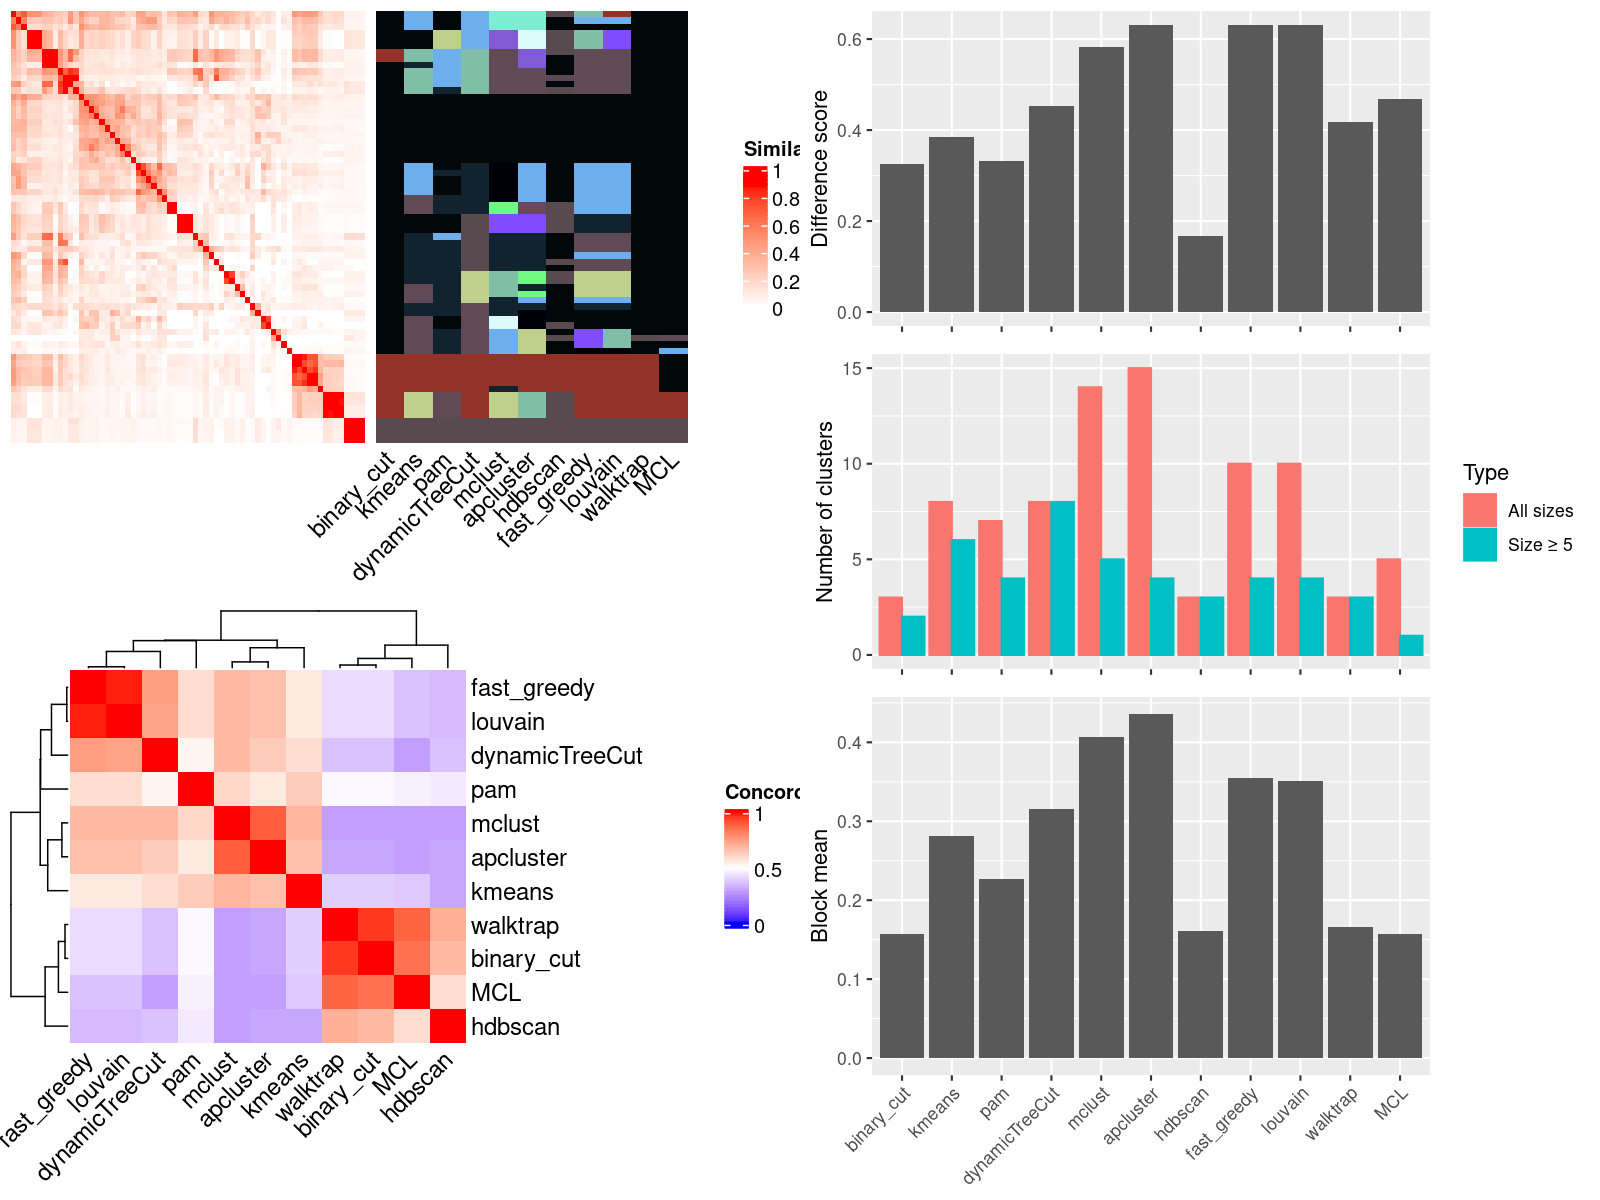 Simila
1
0.8
0.6
0.4
0.2
0
binary_cut
kmeans
pam
dynamicTreeCut
mclust
apcluster
hdbscan
fast_greedy
louvain
walktrap
MCL
Difference score
0.6
0.4
0.2
0.0
Number of clusters
15
10
5
0
Type
All sizes
Size ≥ 5
fast_greedy
louvain
dynamicTreeCut
pam
mclust
apcluster
kmeans
walktrap
binary_cut
MCL
hdbscan
fast_greedy
louvain
dynamicTreeCut
pam
mclust
apcluster
kmeans
walktrap
binary_cut
MCL
hdbscan
Concord
1
0.5
0
Block mean
0.4
0.3
0.2
0.1
0.0
binary_cut
kmeans
pam
dynamicTreeCut
mclust
apcluster
hdbscan
fast_greedy
louvain
walktrap
MCL